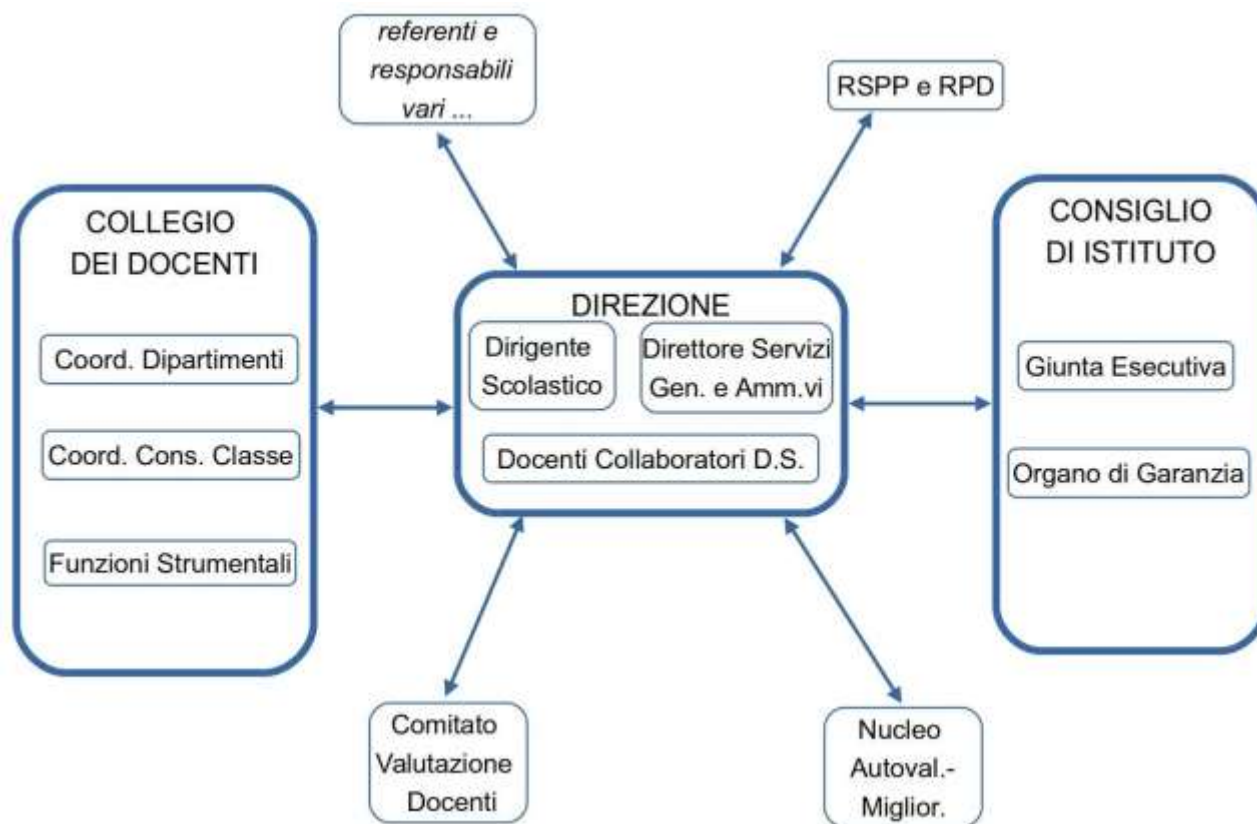 referenti e
responsabili
vari ...
RSPP e RPD
COLLEGIO
DEI DOCENTI
Coord. Dipartimenti
Coord. Cons. Classe
Funzioni Strumentali
DIREZIONE
Dirigente
Scolastico
Direttore Servizi
Gen. e Amm.vi
Docenti Collaboratori D.S.
CONSIGLIO
DI ISTITUTO
Giunta Esecutiva
Organo di Garanzia
Comitato
Valutazione
Docenti
Nucleo
Autoval.-
Miglior.